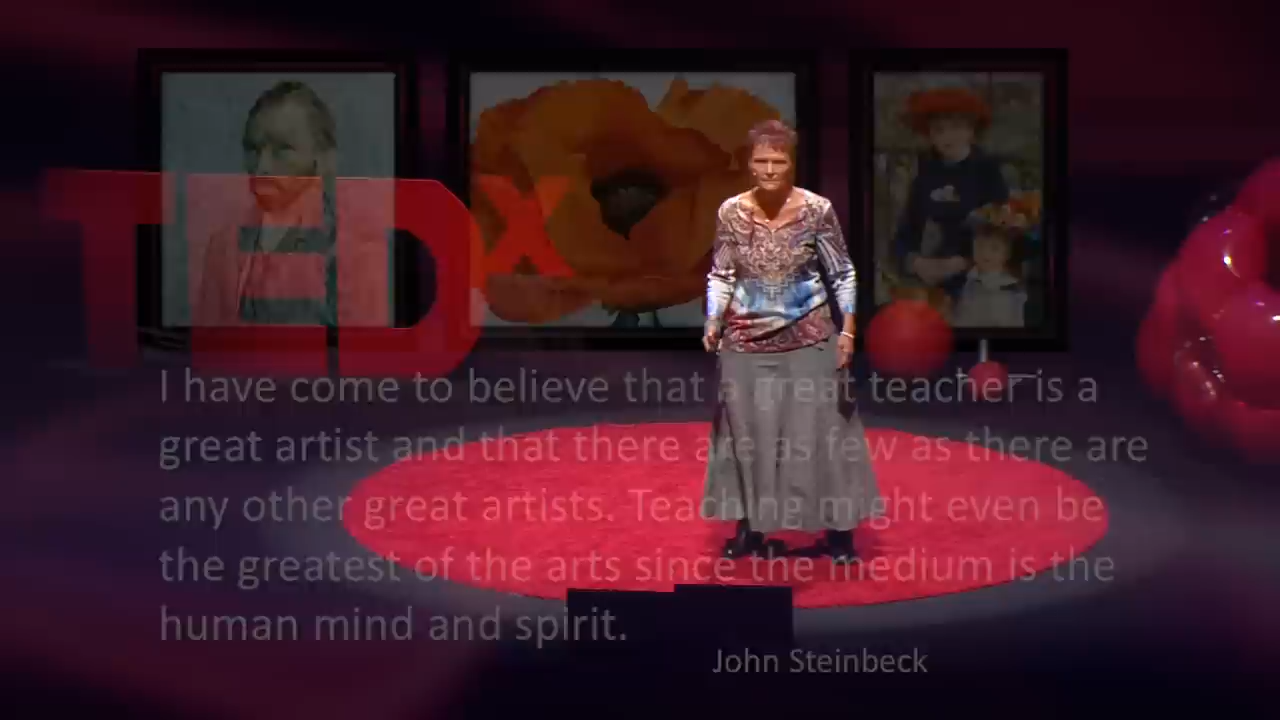 TEDX
I have come to believe that a great teacher is a
great artist and that there are as few as there are
any other great artists. Teaching might even be
the greatest of the arts since the medium is the
human mind and spirit.
John Steinbeck